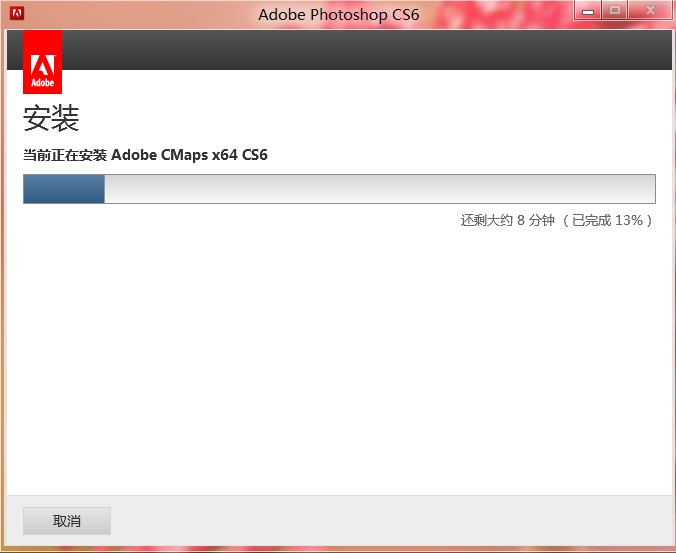 Adobe Photoshop CS6
Adobe
安装
当前正在安装 Adobe CMaps x64 CS6
还剩大约 8 分钟 （已完成 13%）
取消